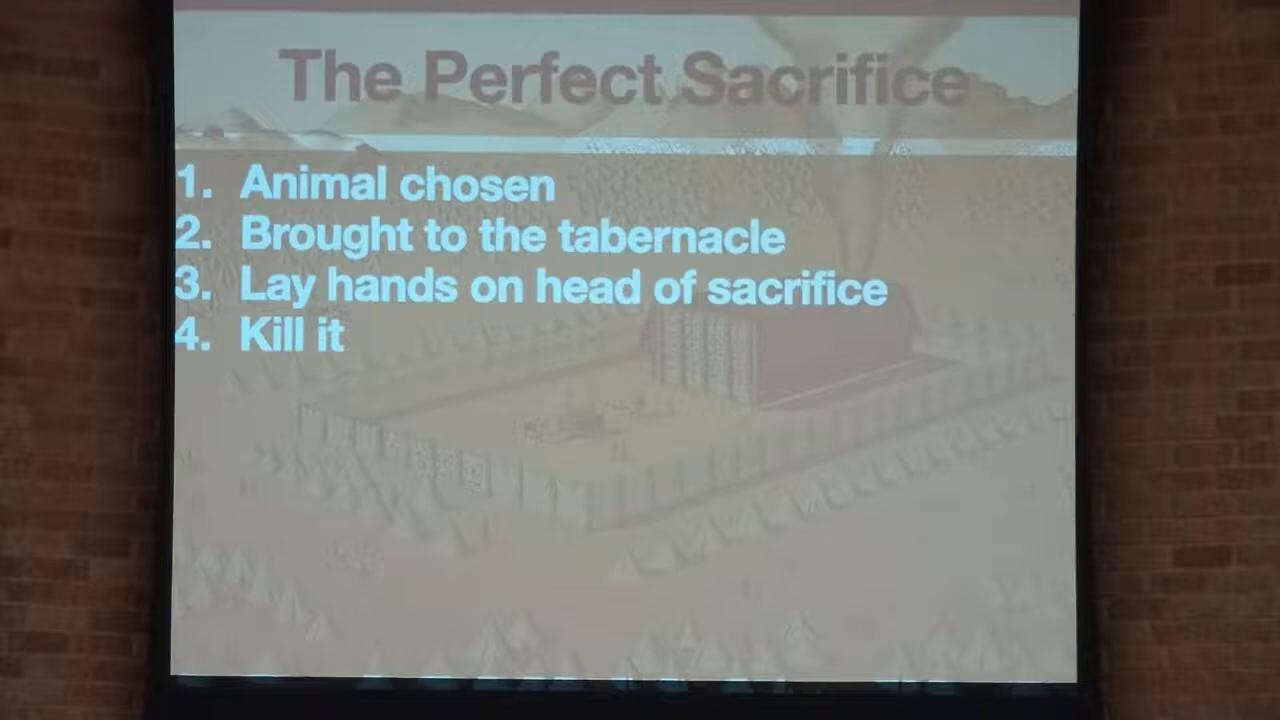 The Perfect Sacrifice
1. Animal chosen
2. Brought to the tabernacle
3. Lay hands on head of sacrifice
4. Kill it